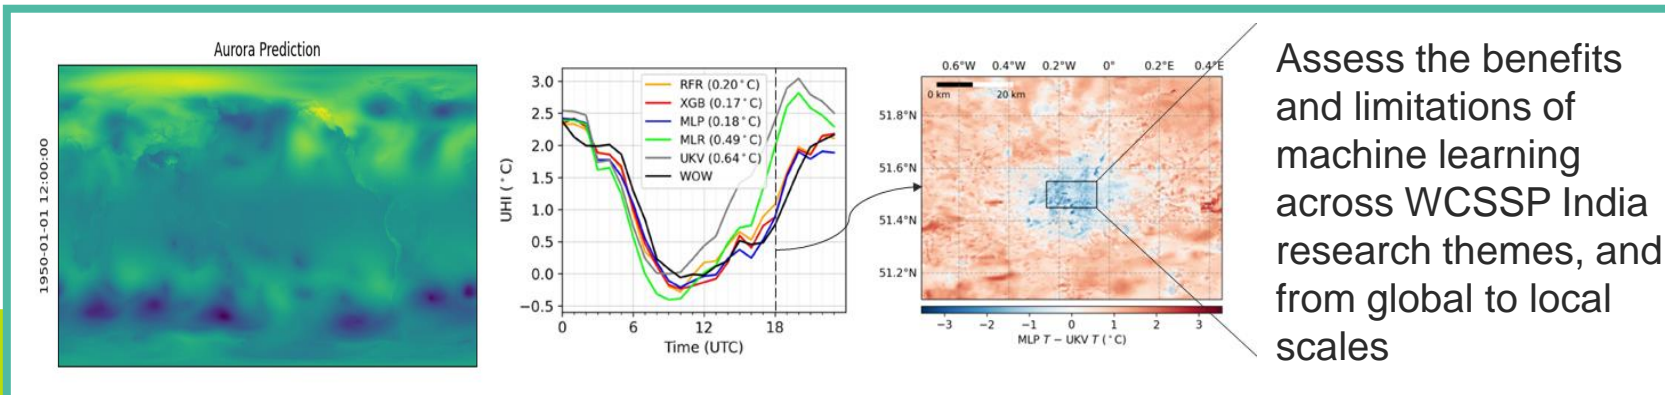 Aurora Prediction
1950-01-01 12:00:00
3.0
2.5
2.0
1.5
1.0
0.5
0.0
−0.5
UHI (°C)
RFR (0.20°C)
XGB (0.17°C)
MLP (0.18°C)
MLR (0.49°C)
UKV (0.64°C)
WOW
0 6 12 18
Time (UTC)
0.6°W 0.4°W 0.2°W 0° 0.2°E 0.4°E
0 km 20 km
51.8°N
51.6°N
51.4°N
51.2°N
−3 −2 −1 0 1 2 3
MLP T − UKV T (°C)
Assess the benefits
and limitations of
machine learning
across WCSSP India
research themes, and
from global to local
scales